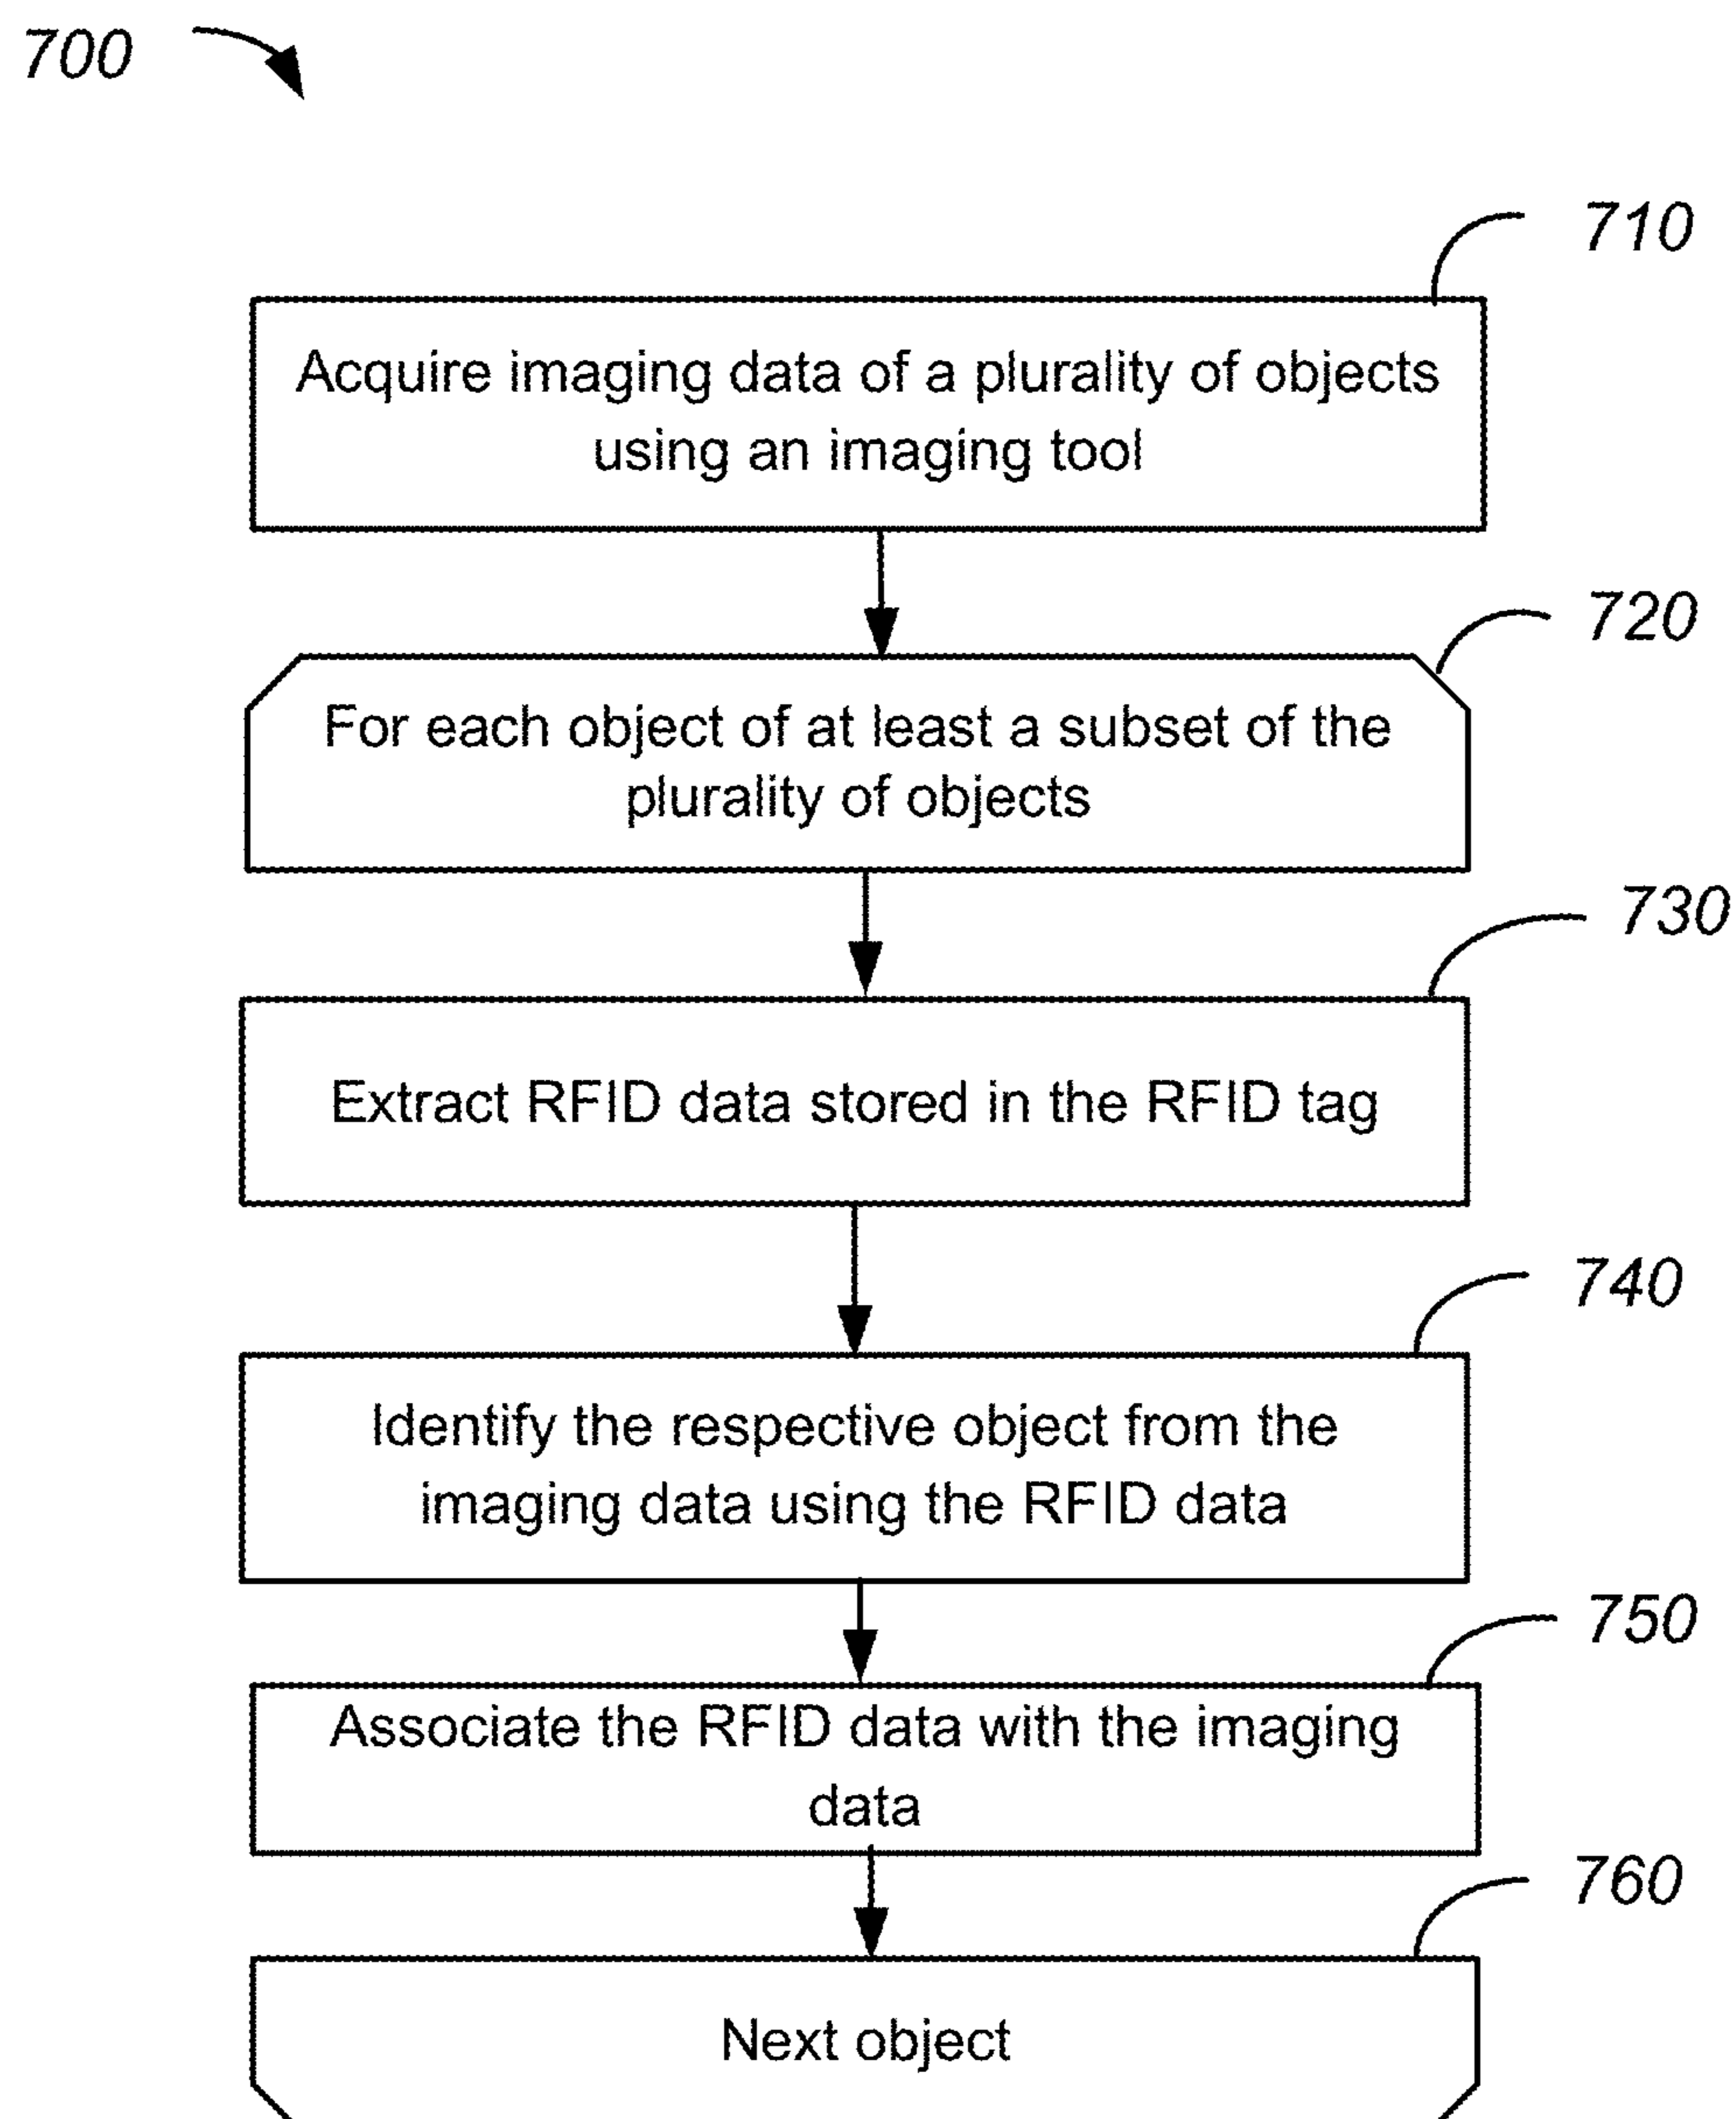 700
710
Acquire imaging data of a plurality of objects
using an imaging tool
720
For each object of at least a subset of the
plurality of objects
730
Extract RFID data stored in the RFID tag
740
Identify the respective object from the
imaging data using the RFID data
750
Associate the RFID data with the imaging
data
760
Next object